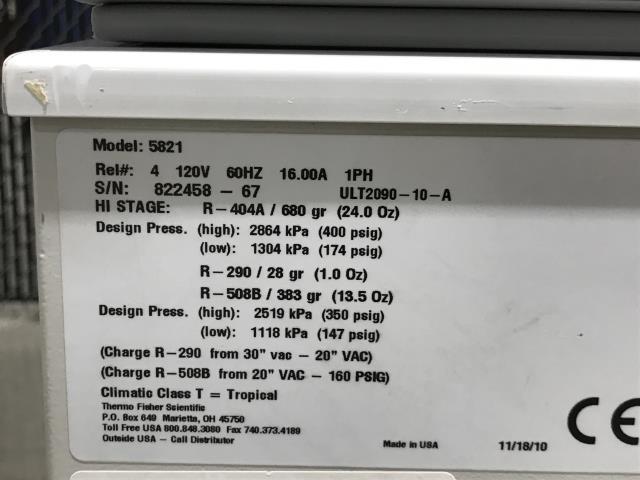 Model: 5821
Rel#: 4 120V 60HZ 16.00A 1PH
S/N: 822458 – 67 ULT2090–10–A
HI STAGE: R–404A / 680 gr (24.0 Oz)
Design Press. (high): 2864 kPa (400 psig)
(low): 1304 kPa (174 psig)
R–290 / 28 gr (1.0 Oz)
R–508B / 383 gr (13.5 Oz)
Design Press. (high): 2519 kPa (350 psig)
(low): 1118 kPa (147 psig)
(Charge R–290 from 30" vac – 20" VAC)
(Charge R–508B from 20" VAC – 160 PSIG)
Climatic Class T = Tropical
Thermo Fisher Scientific
P.O. Box 649 Marietta, OH 45750
Toll Free USA 800.848.3080 Fax 740.373.4189
Outside USA – Call Distributor
Made in USA 11/18/10
CE